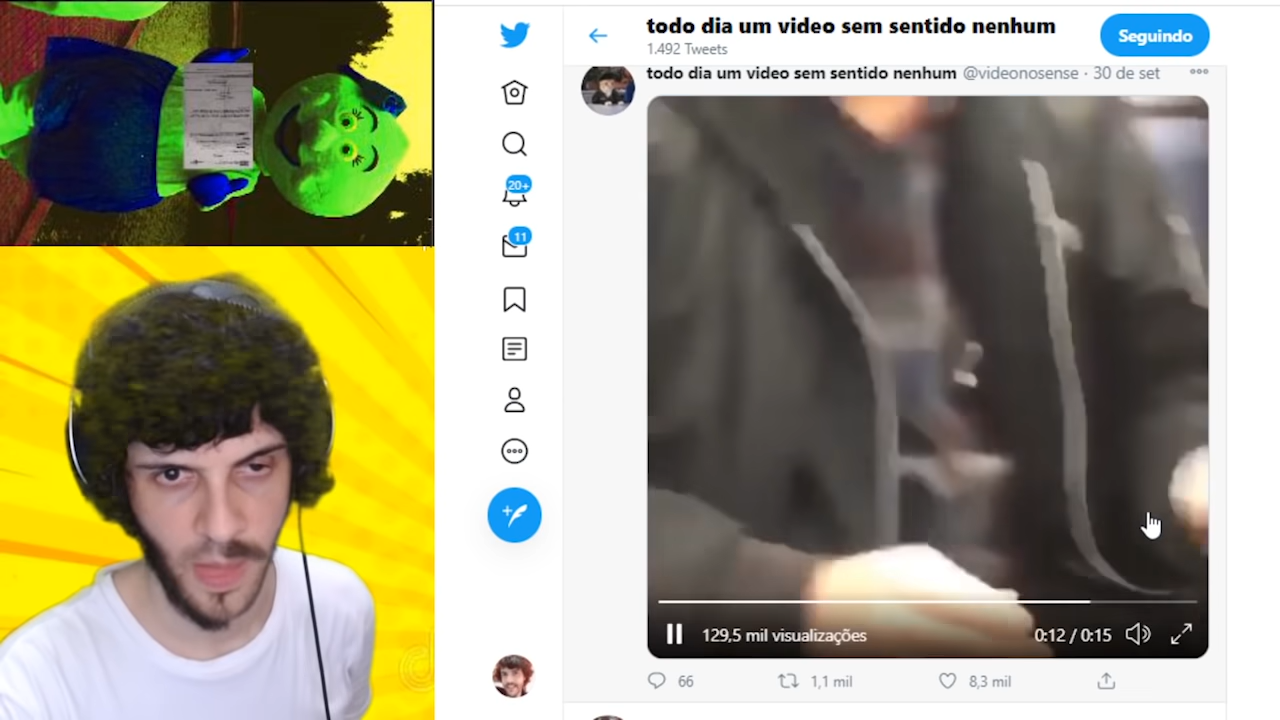 todo dia um video sem sentido nenhum
1.492 Tweets
Seguindo
todo dia um video sem sentido nenhum @videonosense · 30 de set
20+
11
129,5 mil visualizações
0:12 / 0:15
66
1,1 mil
8,3 mil